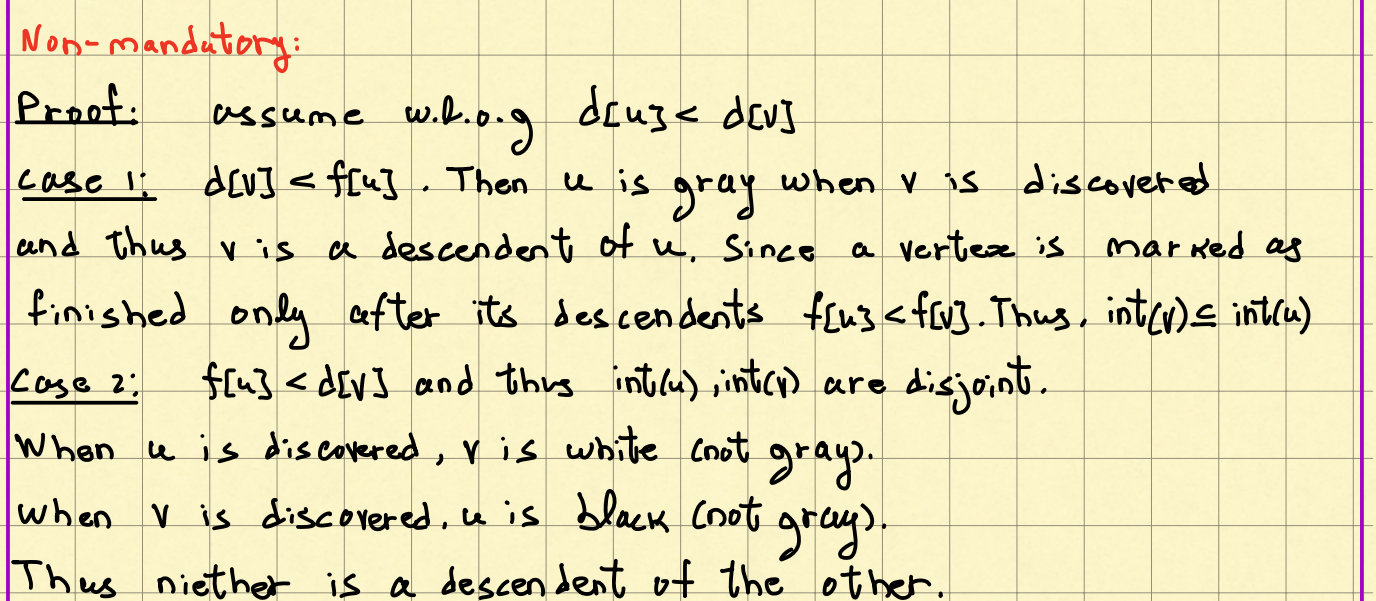 Non-mandatory:
Proof: assume w.l.o.g d[u] < d[v]
case 1: d[v] < f[u]. Then u is gray when v is discovered
and thus v is a descendent of u. Since a vertex is marked as
finished only after its descendents f[u] < f[v]. Thus, int(v) ⊆ int(u)
Case 2: f[u] < d[v] and thus int(u), int(v) are disjoint.
When u is discovered, v is white (not gray).
when v is discovered, u is black (not gray).
Thus niether is a descendent of the other.